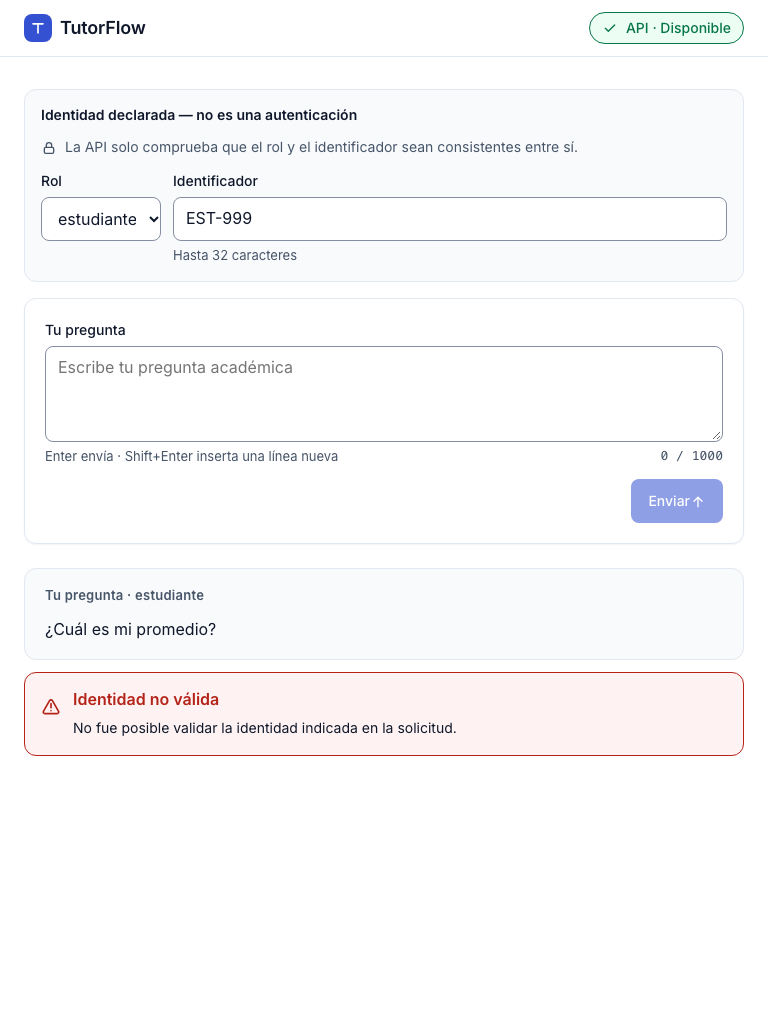 T TutorFlow
API · Disponible
Identidad declarada — no es una autenticación
La API solo comprueba que el rol y el identificador sean consistentes entre sí.
Rol
Identificador
estudiante
EST-999
Hasta 32 caracteres
Tu pregunta
Escribe tu pregunta académica
Enter envía · Shift+Enter inserta una línea nueva
0 / 1000
Enviar↑
Tu pregunta · estudiante
¿Cuál es mi promedio?
Identidad no válida
No fue posible validar la identidad indicada en la solicitud.